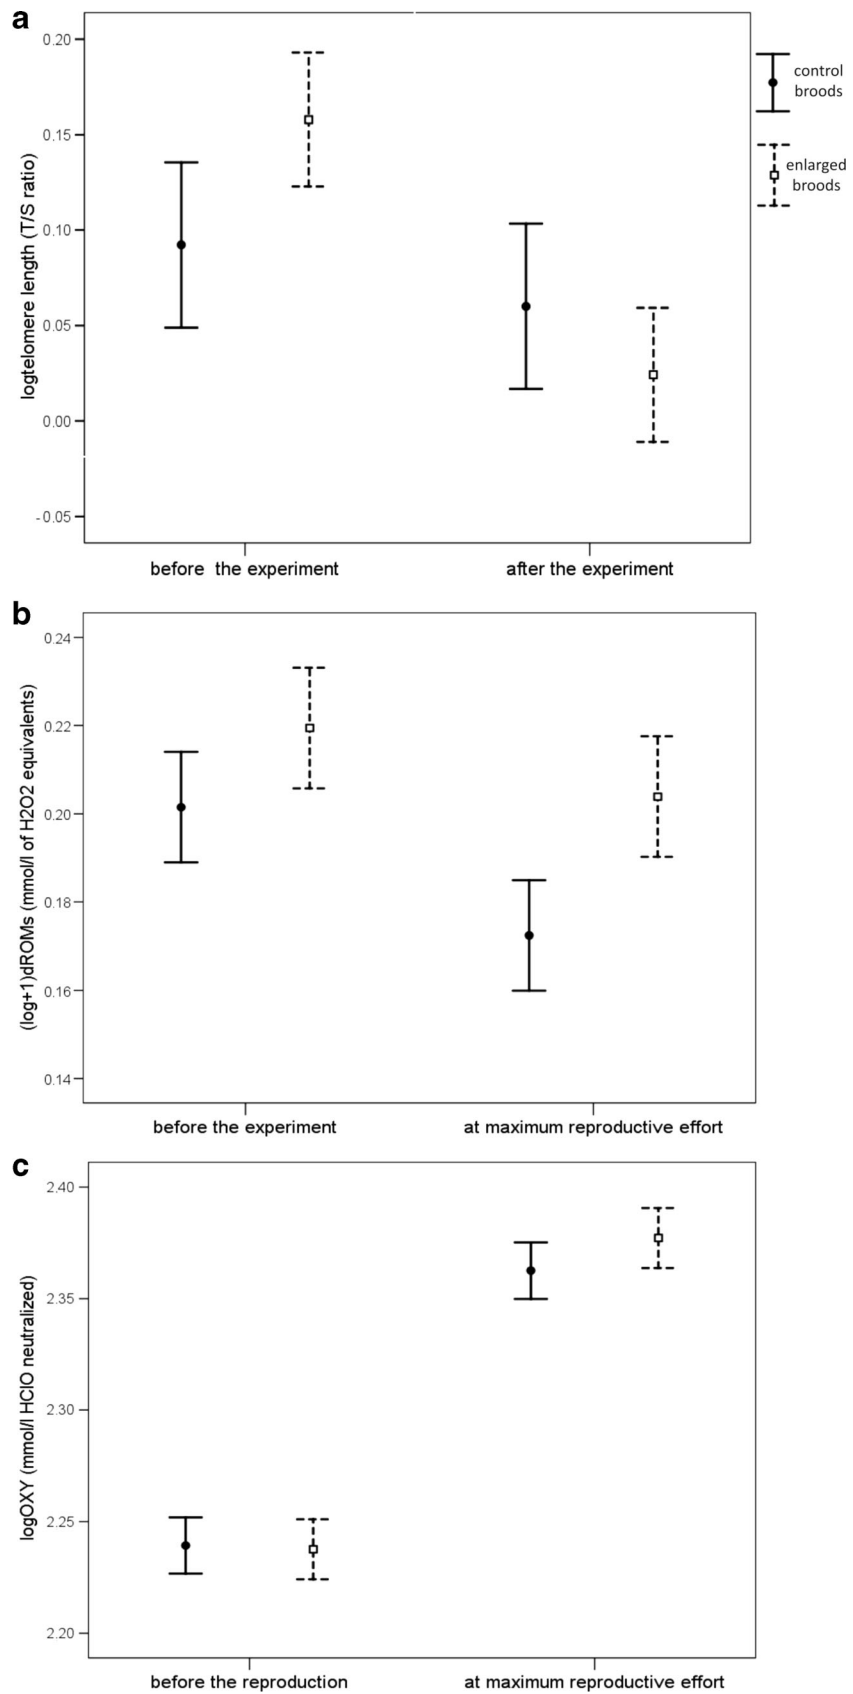 a
logtelomere length (T/S ratio)
0.20
0.15
0.10
0.05
0.00
-0.05
before the experiment
after the experiment
control
broods
enlarged
broods
b
(log+1)dROMs (mmol/l of H2O2 equivalents)
0.24
0.22
0.20
0.18
0.16
0.14
before the experiment
at maximum reproductive effort
c
logOXY (mmol/l HClO neutralized)
2.40
2.35
2.30
2.25
2.20
before the reproduction
at maximum reproductive effort